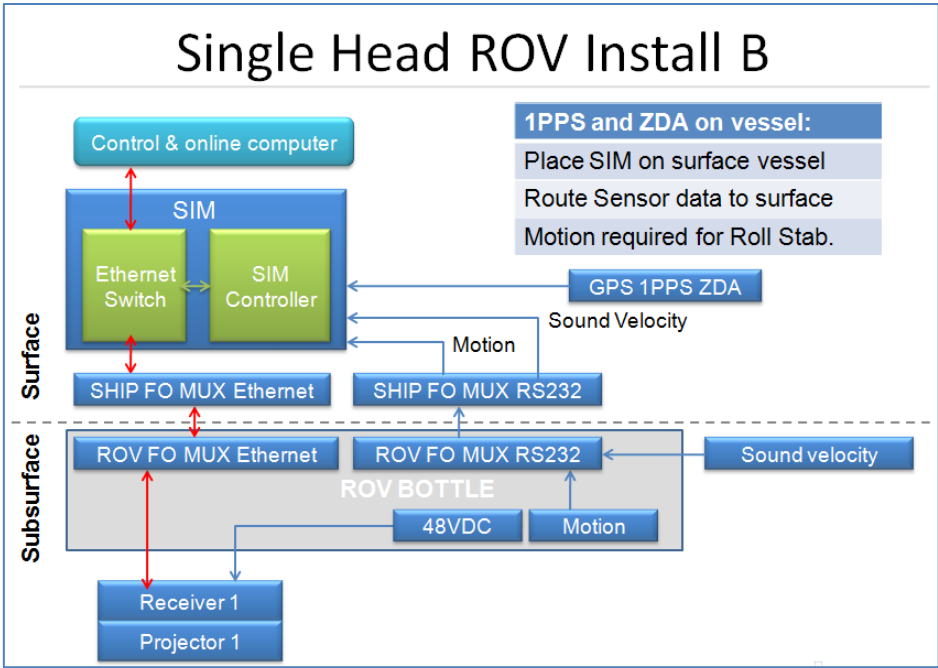 Single Head ROV Install B
Control & online computer
1PPS and ZDA on vessel:
Place SIM on surface vessel
Route Sensor data to surface
Motion required for Roll Stab.
SIM
Ethernet
Switch
SIM
Controller
GPS 1PPS ZDA
Sound Velocity
Motion
Surface
SHIP FO MUX Ethernet
SHIP FO MUX RS232
Subsurface
ROV FO MUX Ethernet
ROV FO MUX RS232
Sound velocity
ROV BOTTLE
48VDC
Motion
Receiver 1
Projector 1